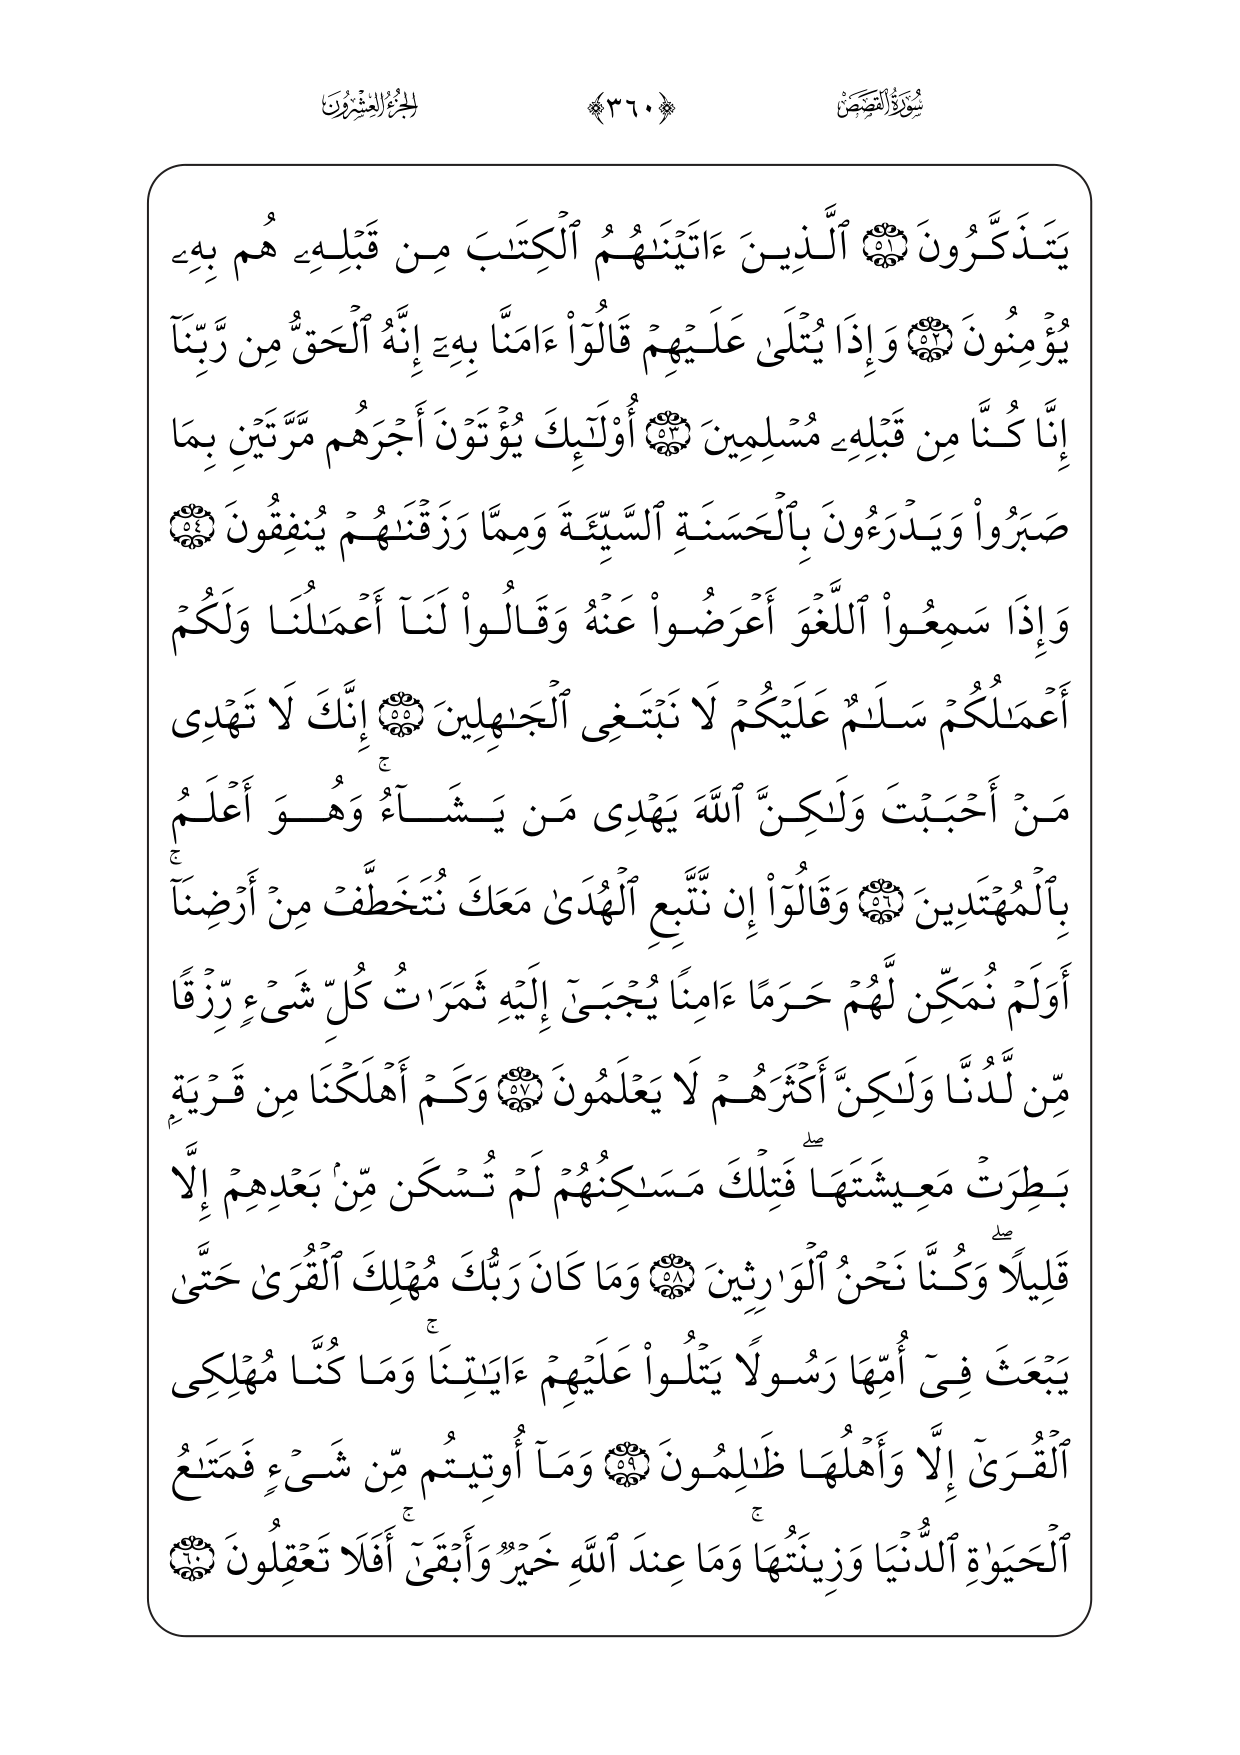 سُورَةُ القَصَصِ ﴿٣٦٠﴾ الجُزْءُ العِشْرُونَ
يَتَذَكَّرُونَ ٥١ ٱلَّذِينَ ءَاتَيْنَٰهُمُ ٱلْكِتَٰبَ مِن قَبْلِهِۦ هُم بِهِۦ
يُؤْمِنُونَ ٥٢ وَإِذَا يُتْلَىٰ عَلَيْهِمْ قَالُوٓا۟ ءَامَنَّا بِهِۦٓ إِنَّهُ ٱلْحَقُّ مِن رَّبِّنَآ
إِنَّا كُنَّا مِن قَبْلِهِۦ مُسْلِمِينَ ٥٣ أُو۟لَٰٓئِكَ يُؤْتَوْنَ أَجْرَهُم مَّرَّتَيْنِ بِمَا
صَبَرُوا۟ وَيَدْرَءُونَ بِٱلْحَسَنَةِ ٱلسَّيِّئَةَ وَمِمَّا رَزَقْنَٰهُمْ يُنفِقُونَ ٥٤
وَإِذَا سَمِعُوا۟ ٱللَّغْوَ أَعْرَضُوا۟ عَنْهُ وَقَالُوا۟ لَنَآ أَعْمَٰلُنَا وَلَكُمْ
أَعْمَٰلُكُمْ سَلَٰمٌ عَلَيْكُمْ لَا نَبْتَغِى ٱلْجَٰهِلِينَ ٥٥ إِنَّكَ لَا تَهْدِى
مَنْ أَحْبَبْتَ وَلَٰكِنَّ ٱللَّهَ يَهْدِى مَن يَشَآءُ ۚ وَهُوَ أَعْلَمُ
بِٱلْمُهْتَدِينَ ٥٦ وَقَالُوٓا۟ إِن نَّتَّبِعِ ٱلْهُدَىٰ مَعَكَ نُتَخَطَّفْ مِنْ أَرْضِنَآ ۚ
أَوَلَمْ نُمَكِّن لَّهُمْ حَرَمًا ءَامِنًا يُجْبَىٰٓ إِلَيْهِ ثَمَرَٰتُ كُلِّ شَىْءٍ رِّزْقًا
مِّن لَّدُنَّا وَلَٰكِنَّ أَكْثَرَهُمْ لَا يَعْلَمُونَ ٥٧ وَكَمْ أَهْلَكْنَا مِن قَرْيَةٍۭ
بَطِرَتْ مَعِيشَتَهَا ۖ فَتِلْكَ مَسَٰكِنُهُمْ لَمْ تُسْكَن مِّنۢ بَعْدِهِمْ إِلَّا
قَلِيلًا ۖ وَكُنَّا نَحْنُ ٱلْوَٰرِثِينَ ٥٨ وَمَا كَانَ رَبُّكَ مُهْلِكَ ٱلْقُرَىٰ حَتَّىٰ
يَبْعَثَ فِىٓ أُمِّهَا رَسُولًا يَتْلُوا۟ عَلَيْهِمْ ءَايَٰتِنَا ۚ وَمَا كُنَّا مُهْلِكِى
ٱلْقُرَىٰٓ إِلَّا وَأَهْلُهَا ظَٰلِمُونَ ٥٩ وَمَآ أُوتِيتُم مِّن شَىْءٍ فَمَتَٰعُ
ٱلْحَيَوٰةِ ٱلدُّنْيَا وَزِينَتُهَا ۚ وَمَا عِندَ ٱللَّهِ خَيْرٌ وَأَبْقَىٰٓ ۚ أَفَلَا تَعْقِلُونَ ٦٠